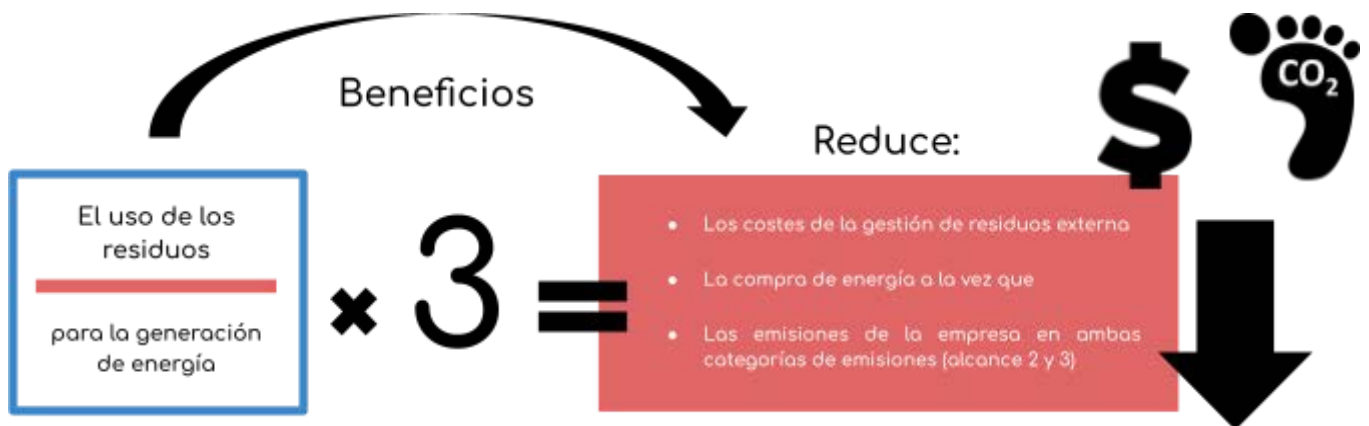 Beneficios
Reduce:
$
CO₂
El uso de los
residuos
para la generación
de energía
× 3 =
● Los costes de la gestión de residuos externa
● La compra de energía a la vez que
● Las emisiones de la empresa en ambas
categorías de emisiones (alcance 2 y 3)